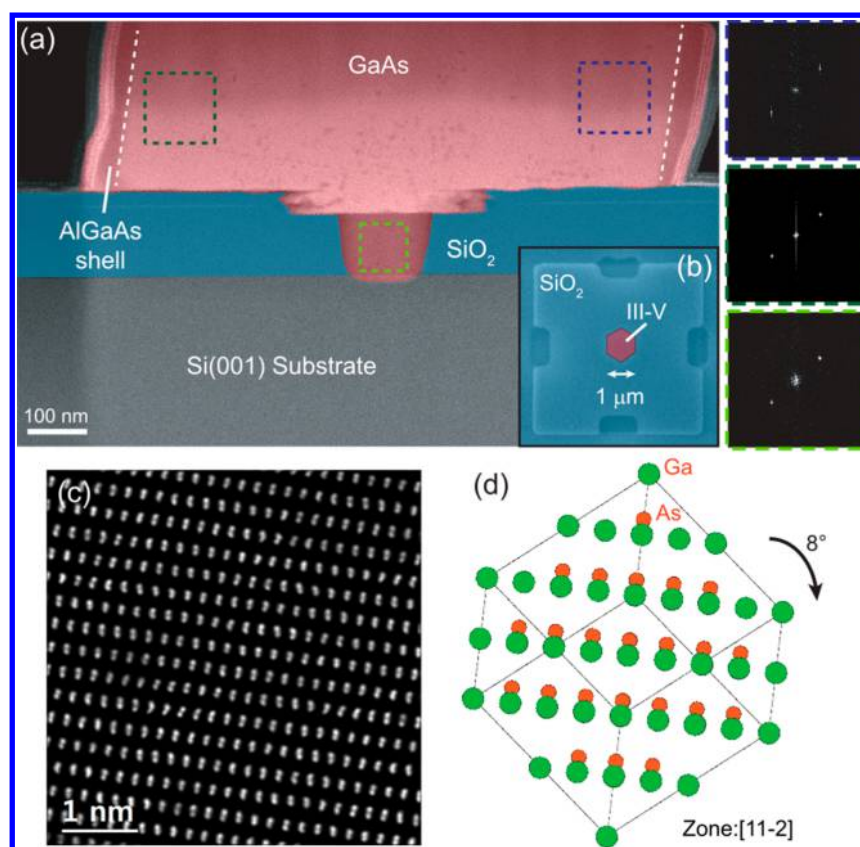 (a)
GaAs
AlGaAs
shell
SiO₂
Si(001) Substrate
100 nm
(b)
SiO₂
III-V
1 μm
(c)
1 nm
(d)
Ga
As
8°
Zone:[11-2]